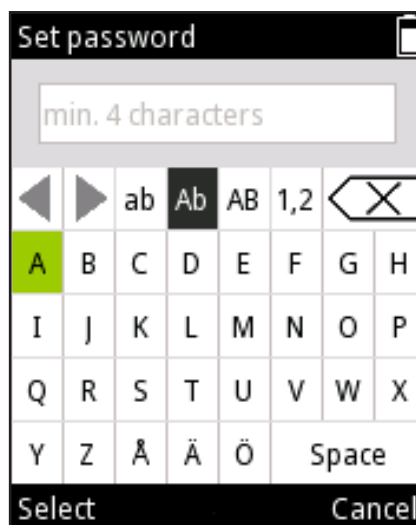 Set password
min. 4 characters
ab Ab AB 1,2
A B C D E F G H
I J K L M N O P
Q R S T U V W X
Y Z Å Ä Ö Space
Select Cancel